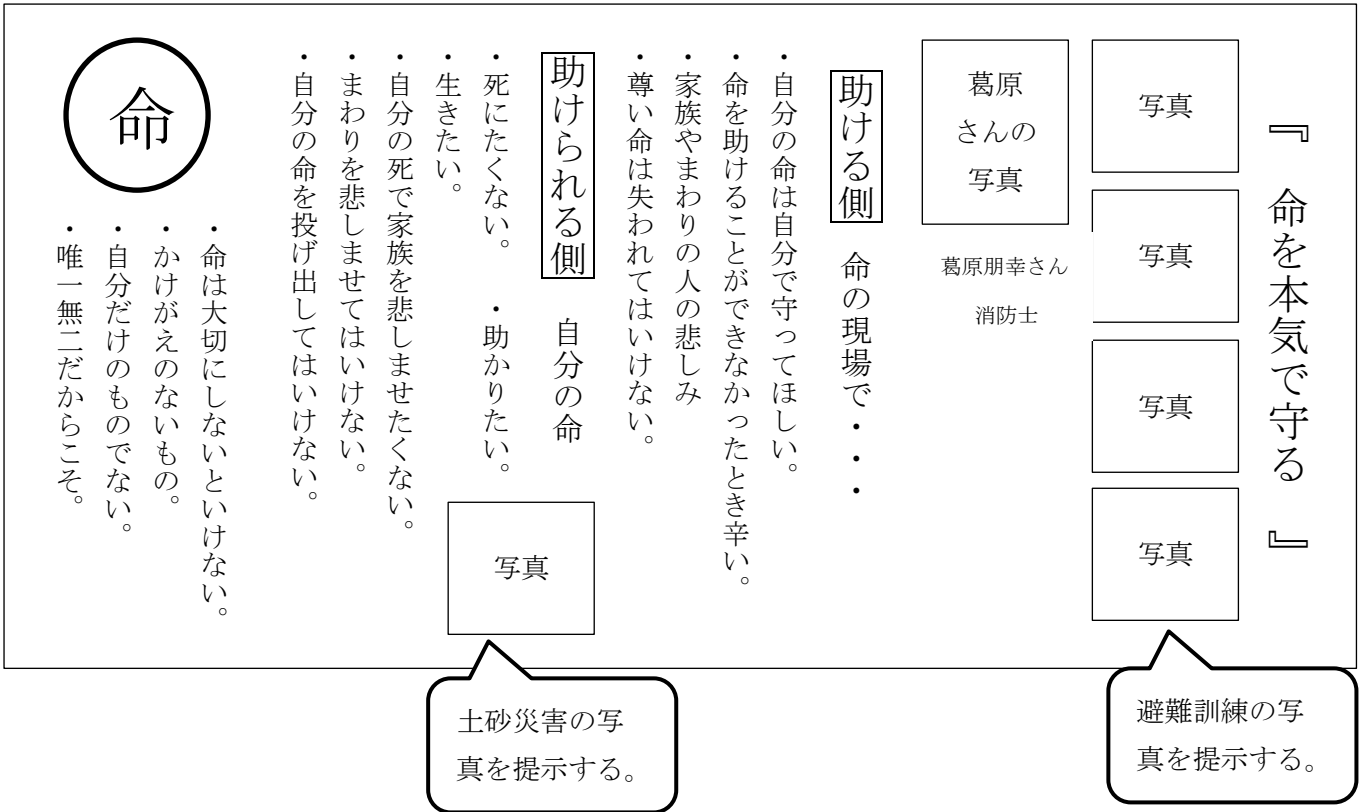 『 命を本気で守る 』
写真
写真
写真
写真
葛原
さんの
写真
葛原朋幸さん
消防士
助ける側 命の現場で・・・
・自分の命は自分で守ってほしい。
・命を助けることができなかったとき辛い。
・家族やまわりの人の悲しみ
・尊い命は失われてはいけない。
助けられる側 自分の命
・死にたくない。 ・助かりたい。
・生きたい。
・自分の死で家族を悲しませたくない。
・まわりを悲しませてはいけない。
・自分の命を投げ出してはいけない。
写真
命
・命は大切にしないといけない。
・かけがえのないもの。
・自分だけのものでない。
・唯一無二だからこそ。
避難訓練の写
真を提示する。
土砂災害の写
真を提示する。